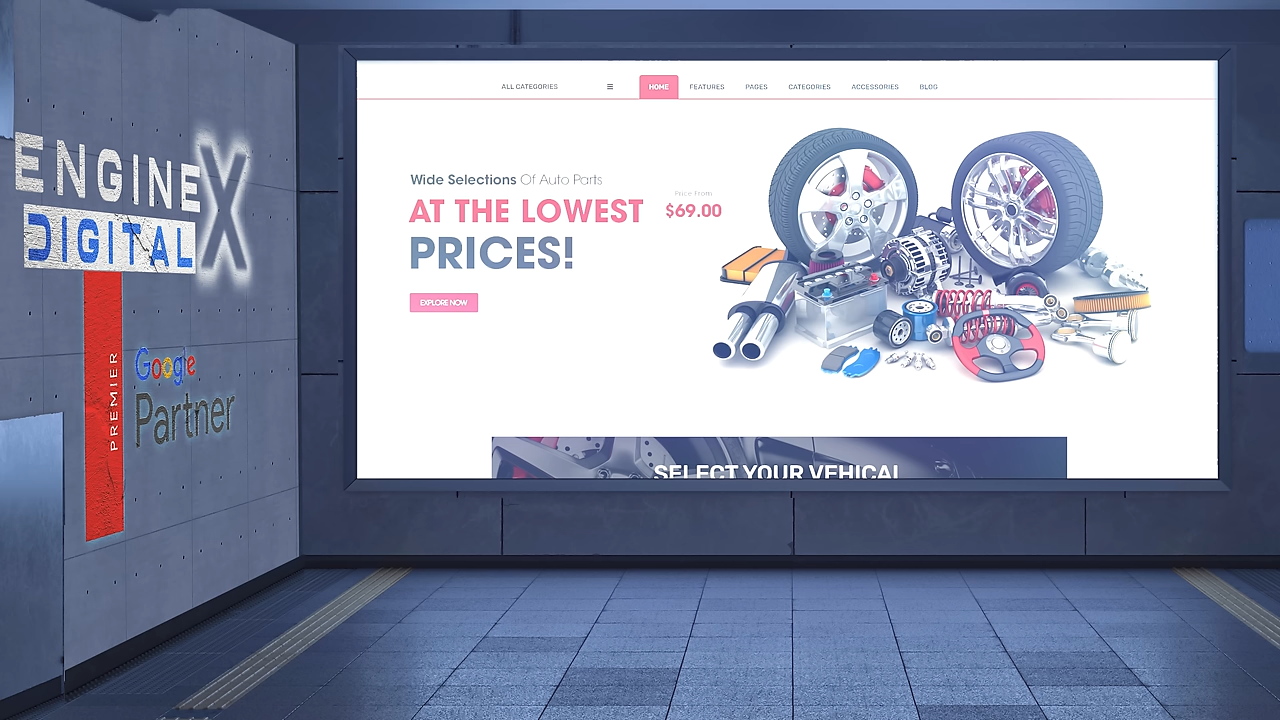 ENGINE X
DIGITAL
PREMIER
Google
Partner
ALL CATEGORIES
HOME
FEATURES
PAGES
CATEGORIES
ACCESSORIES
BLOG
Wide Selections Of Auto Parts
AT THE LOWEST
PRICES!
Price From
$69.00
EXPLORE NOW
SELECT YOUR VEHICAL